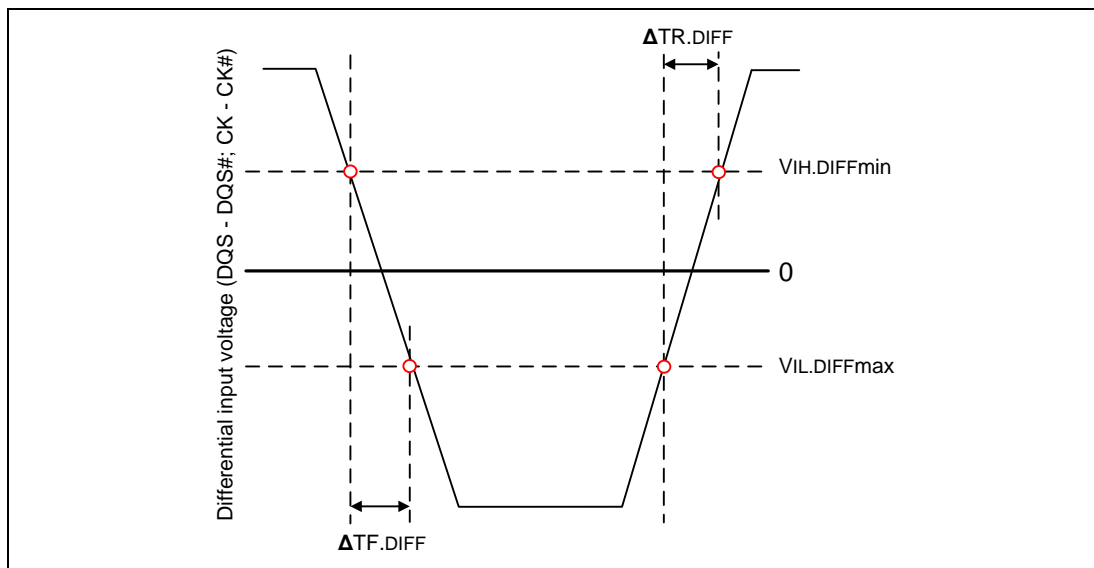 ΔTR.DIFF
Differential input voltage (DQS - DQS#; CK - CK#)
VIH.DIFFmin
0
VIL.DIFFmax
ΔTF.DIFF